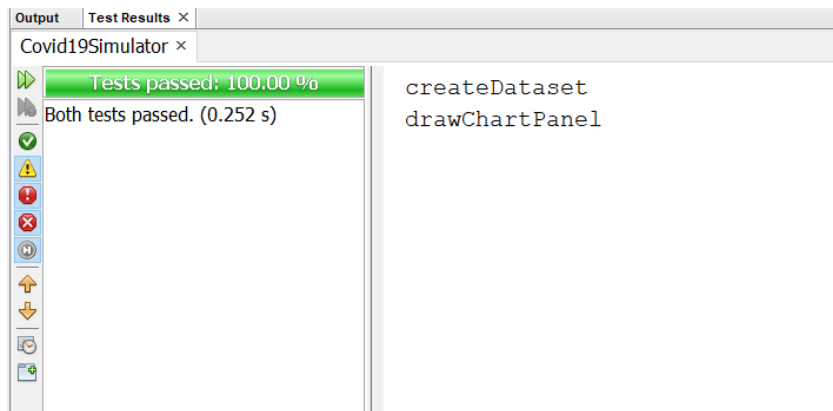 Output Test Results ×
Covid19Simulator ×
Tests passed: 100.00 %
Both tests passed. (0.252 s)
createDataset
drawChartPanel